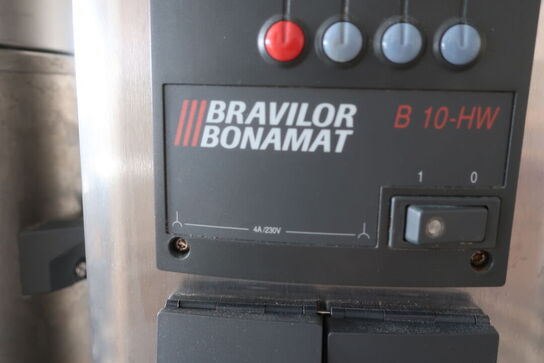 BRAVILOR
BONAMAT
B 10-HW
1 0
4A/230V